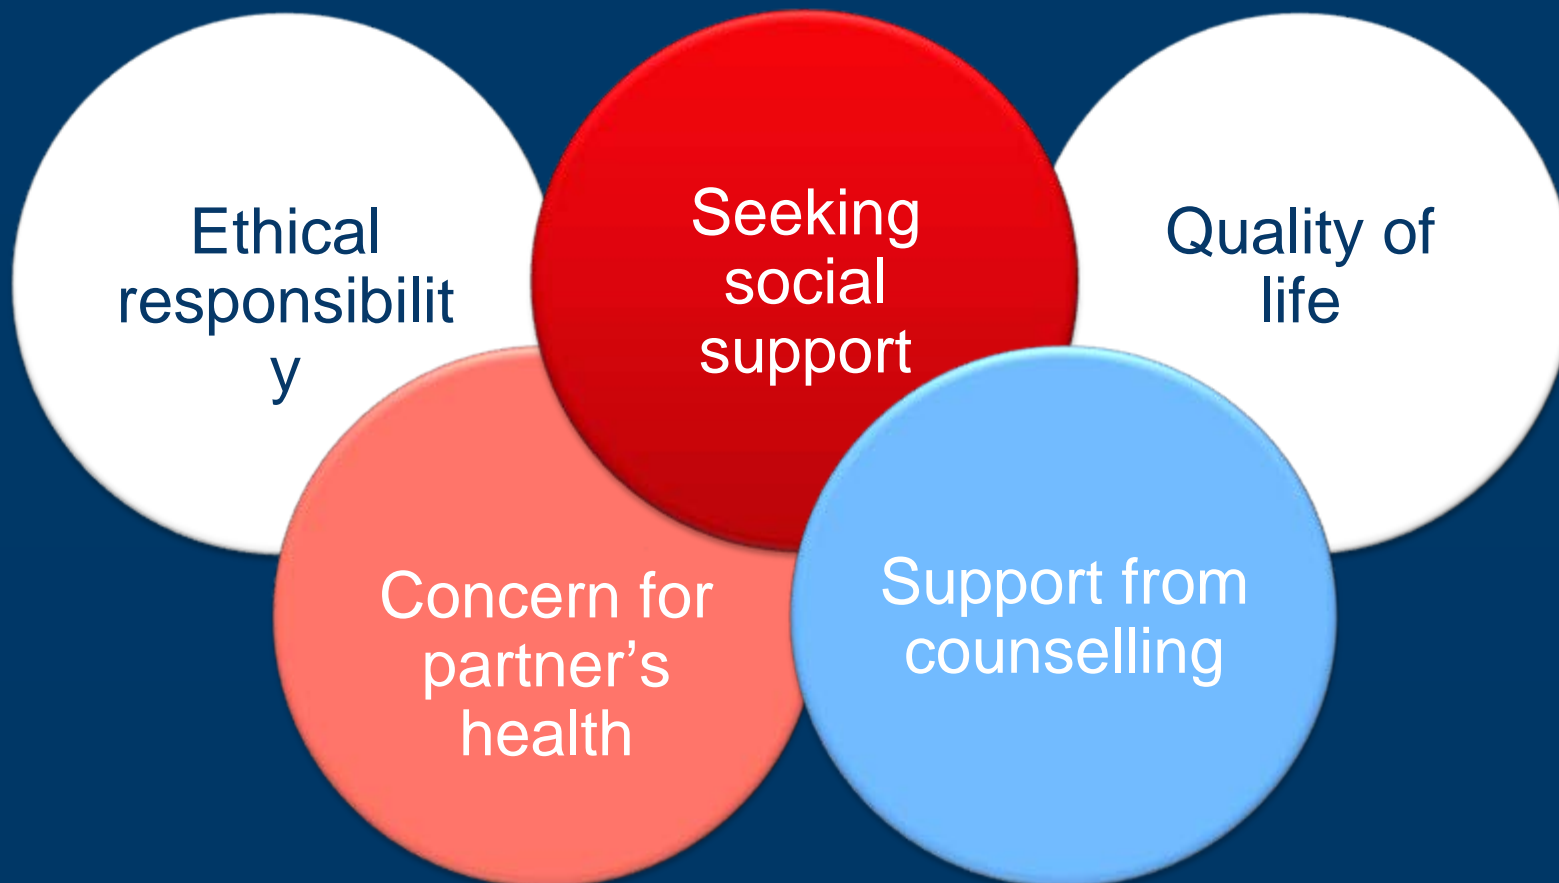 Ethical
responsibilit
y
Seeking
social
support
Quality of
life
Concern for
partner’s
health
Support from
counselling